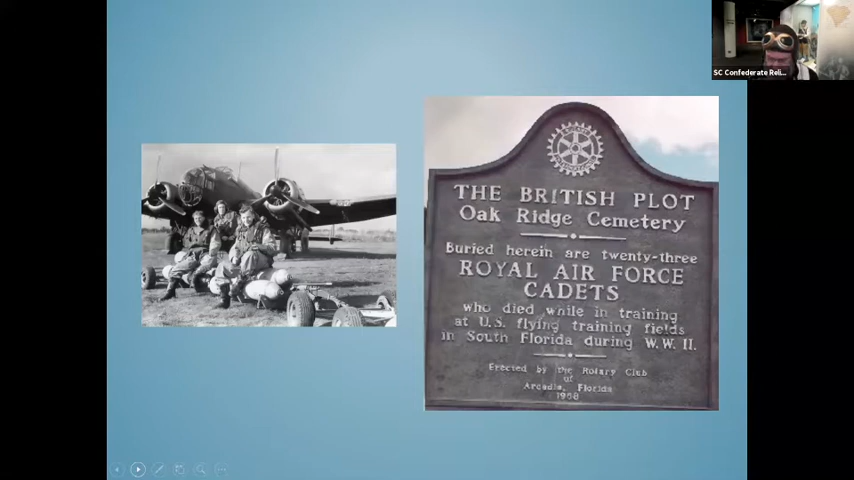 SC Confederate Reli...
THE BRITISH PLOT
Oak Ridge Cemetery
Buried herein are twenty-three
ROYAL AIR FORCE
CADETS
who died while in training
at U.S. flying training fields
in South Florida during W.W. II.
Erected by the Rotary Club
of
Arcadia, Florida